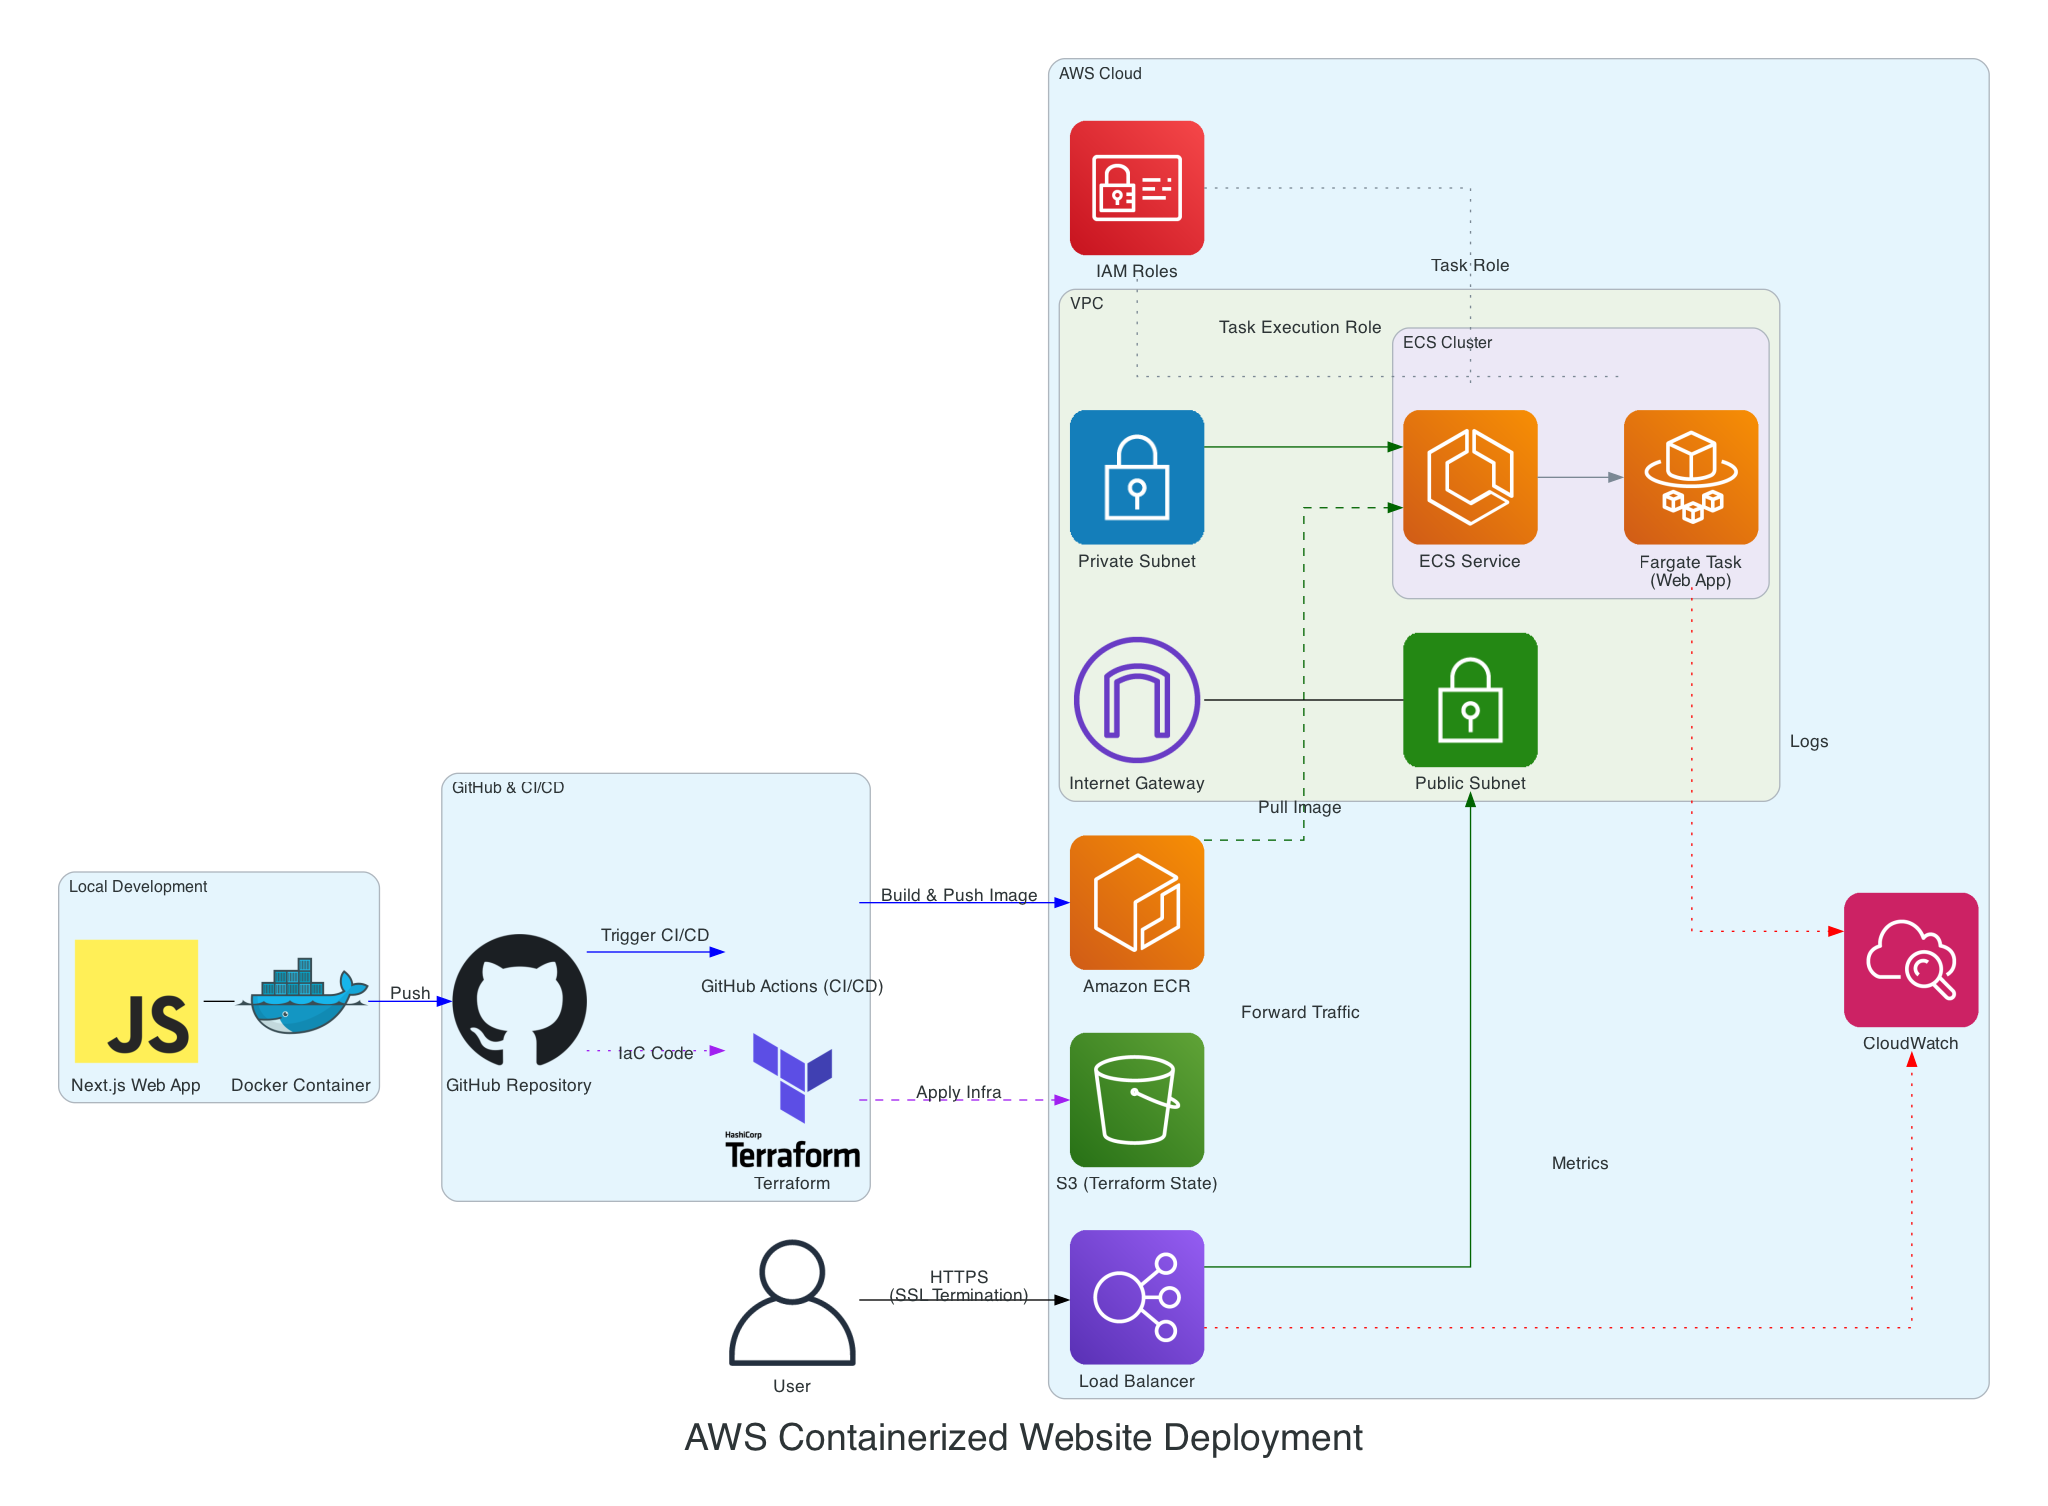 AWS Cloud
IAM Roles
Task Role
VPC
Task Execution Role
ECS Cluster
Private Subnet
ECS Service
Fargate Task
(Web App)
Internet Gateway
Public Subnet
Logs
Pull Image
GitHub & CI/CD
Local Development
Build & Push Image
Trigger CI/CD
GitHub Actions (CI/CD)
Amazon ECR
Push
JS
Forward Traffic
CloudWatch
IaC Code
Next.js Web App
Docker Container
GitHub Repository
Apply Infra
HashiCorp
Terraform
Terraform
S3 (Terraform State)
Metrics
HTTPS
(SSL Termination)
User
Load Balancer
AWS Containerized Website Deployment